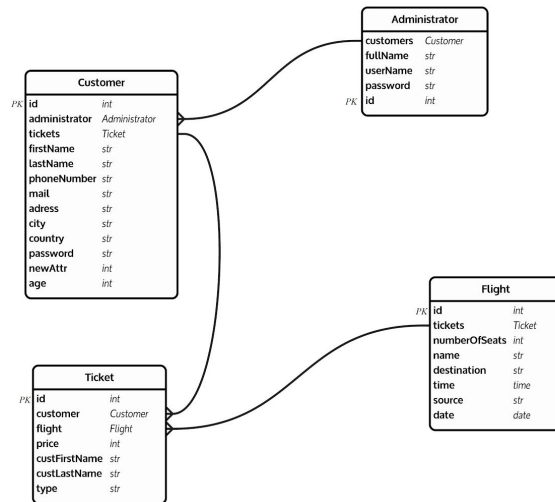 Administrator
customers Customer
fullName str
userName str
password str
PK id int
Customer
PK id int
administrator Administrator
tickets Ticket
firstName str
lastName str
phoneNumber str
mail str
adress str
city str
country str
password str
newAttr int
age int
Flight
PK id int
tickets Ticket
numberOfSeats int
name str
destination str
time time
source str
date date
Ticket
PK id int
customer Customer
flight Flight
price int
custFirstName str
custLastName str
type str